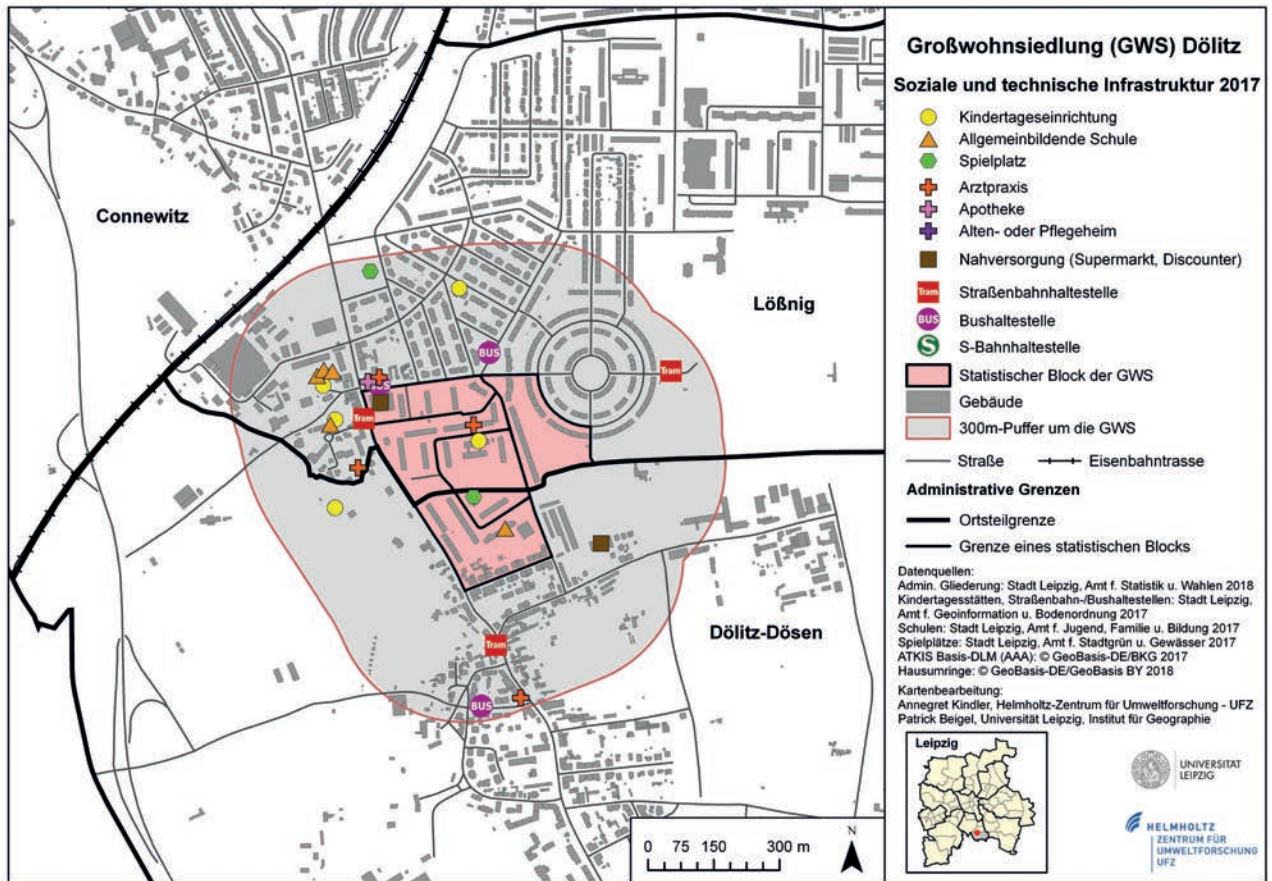 Connewitz
Lößnig
Dölitz-Dösen
BUS
Tram
BUS
Tram
Tram
BUS
0 75 150 300 m
N
Großwohnsiedlung (GWS) Dölitz
Soziale und technische Infrastruktur 2017
Kindertageseinrichtung
Allgemeinbildende Schule
Spielplatz
Arztpraxis
Apotheke
Alten- oder Pflegeheim
Nahversorgung (Supermarkt, Discounter)
Tram Straßenbahnhaltestelle
BUS Bushaltestelle
S S-Bahnhaltestelle
Statistischer Block der GWS
Gebäude
300m-Puffer um die GWS
Straße Eisenbahntrasse
Administrative Grenzen
Ortsteilgrenze
Grenze eines statistischen Blocks
Datenquellen:
Admin. Gliederung: Stadt Leipzig, Amt f. Statistik u. Wahlen 2018
Kindertagesstätten, Straßenbahn-/Bushaltestellen: Stadt Leipzig,
Amt f. Geoinformation u. Bodenordnung 2017
Schulen: Stadt Leipzig, Amt f. Jugend, Familie u. Bildung 2017
Spielplätze: Stadt Leipzig, Amt f. Stadtgrün u. Gewässer 2017
ATKIS Basis-DLM (AAA): © GeoBasis-DE/BKG 2017
Hausumringe: © GeoBasis-DE/GeoBasis BY 2018
Kartenbearbeitung:
Annegret Kindler, Helmholtz-Zentrum für Umweltforschung - UFZ
Patrick Beigel, Universität Leipzig, Institut für Geographie
Leipzig
UNIVERSITÄT
LEIPZIG
HELMHOLTZ
ZENTRUM FÜR
UMWELTFORSCHUNG
UFZ